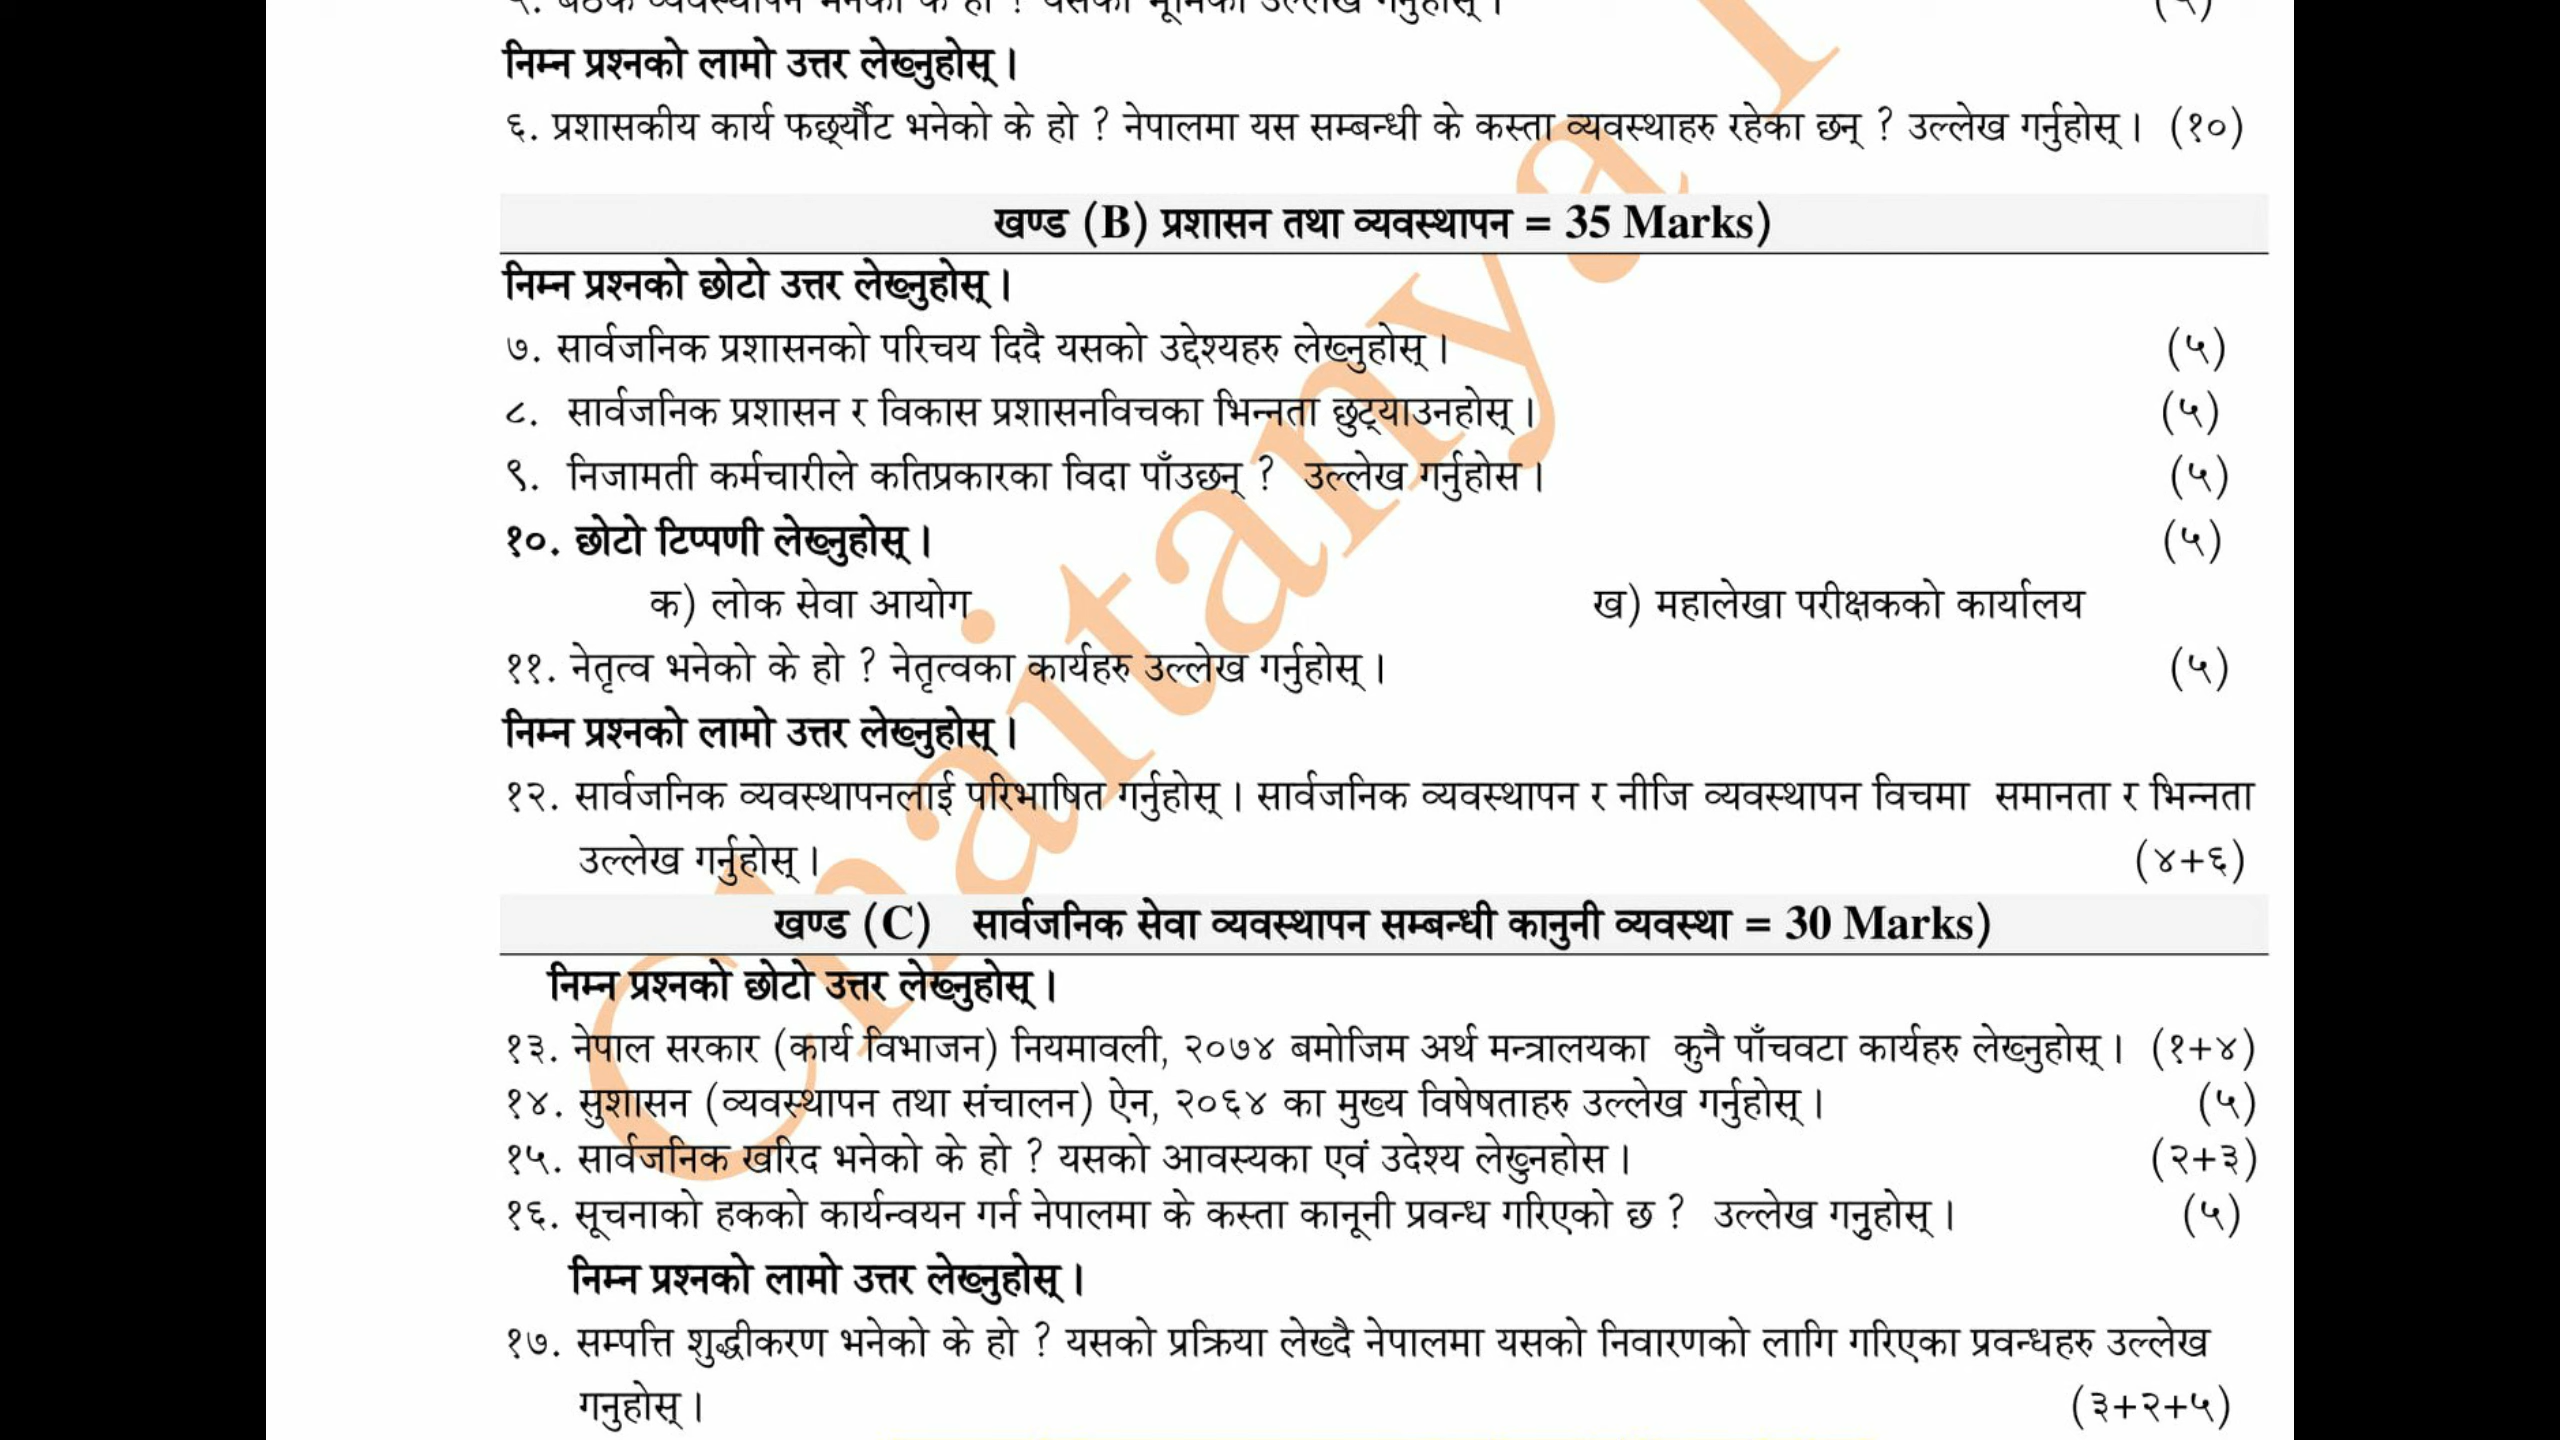 ५. बैठक व्यवस्थापन भनेको के हो ? यसको भूमिका उल्लेख गर्नुहोस् । (५)
निम्न प्रश्नको लामो उत्तर लेख्नुहोस् ।
६. प्रशासकीय कार्य फछ्र्यौट भनेको के हो ? नेपालमा यस सम्बन्धी के कस्ता व्यवस्थाहरु रहेका छन् ? उल्लेख गर्नुहोस् । (१०)
खण्ड (B) प्रशासन तथा व्यवस्थापन = 35 Marks)
निम्न प्रश्नको छोटो उत्तर लेख्नुहोस् ।
७. सार्वजनिक प्रशासनको परिचय दिदै यसको उद्देश्यहरु लेख्नुहोस् । (५)
८. सार्वजनिक प्रशासन र विकास प्रशासनविचका भिन्नता छुट्याउनहोस् । (५)
९. निजामती कर्मचारीले कतिप्रकारका विदा पाँउछन् ? उल्लेख गर्नुहोस । (५)
१०. छोटो टिप्पणी लेख्नुहोस् । (५)
क) लोक सेवा आयोग ख) महालेखा परीक्षकको कार्यालय
११. नेतृत्व भनेको के हो ? नेतृत्वका कार्यहरु उल्लेख गर्नुहोस् । (५)
निम्न प्रश्नको लामो उत्तर लेख्नुहोस् ।
१२. सार्वजनिक व्यवस्थापनलाई परिभाषित गर्नुहोस् । सार्वजनिक व्यवस्थापन र नीजि व्यवस्थापन विचमा समानता र भिन्नता
उल्लेख गर्नुहोस् । (४+६)
खण्ड (C) सार्वजनिक सेवा व्यवस्थापन सम्बन्धी कानुनी व्यवस्था = 30 Marks)
निम्न प्रश्नको छोटो उत्तर लेख्नुहोस् ।
१३. नेपाल सरकार (कार्य विभाजन) नियमावली, २०७४ बमोजिम अर्थ मन्त्रालयका कुनै पाँचवटा कार्यहरु लेख्नुहोस् । (१+४)
१४. सुशासन (व्यवस्थापन तथा संचालन) ऐन, २०६४ का मुख्य विषेषताहरु उल्लेख गर्नुहोस् । (५)
१५. सार्वजनिक खरिद भनेको के हो ? यसको आवस्यका एवं उदेश्य लेख्नुहोस । (२+३)
१६. सूचनाको हकको कार्यन्वयन गर्न नेपालमा के कस्ता कानूनी प्रवन्ध गरिएको छ ? उल्लेख गनुहोस् । (५)
निम्न प्रश्नको लामो उत्तर लेख्नुहोस् ।
१७. सम्पत्ति शुद्धीकरण भनेको के हो ? यसको प्रक्रिया लेख्दै नेपालमा यसको निवारणको लागि गरिएका प्रवन्धहरु उल्लेख
गनुहोस् । (३+२+५)
Chaitanya